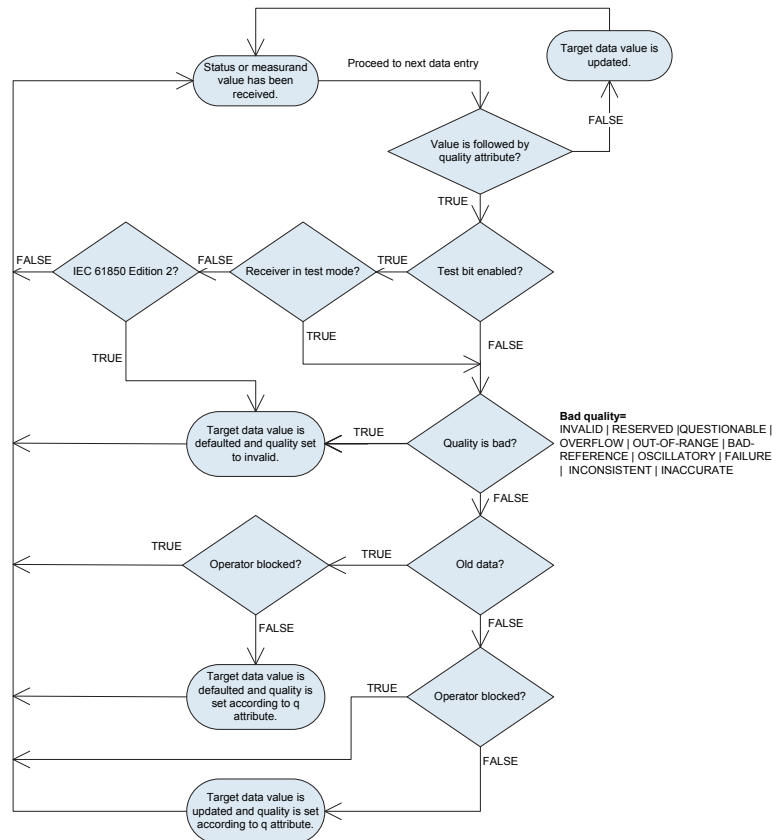 Target data value is
updated.
Status or measurand
value has been
received.
Proceed to next data entry
FALSE
Value is followed by
quality attribute?
TRUE
FALSE
IEC 61850 Edition 2?
FALSE
Receiver in test mode?
TRUE
Test bit enabled?
TRUE
TRUE
FALSE
Target data value is
defaulted and quality set
to invalid.
TRUE
Quality is bad?
Bad quality=
INVALID | RESERVED |QUESTIONABLE |
OVERFLOW | OUT-OF-RANGE | BAD-
REFERENCE | OSCILLATORY | FAILURE
| INCONSISTENT | INACCURATE
FALSE
TRUE
Operator blocked?
TRUE
Old data?
FALSE
FALSE
Target data value is
defaulted and quality is
set according to q
attribute.
TRUE
Operator blocked?
FALSE
Target data value is
updated and quality is set
according to q attribute.